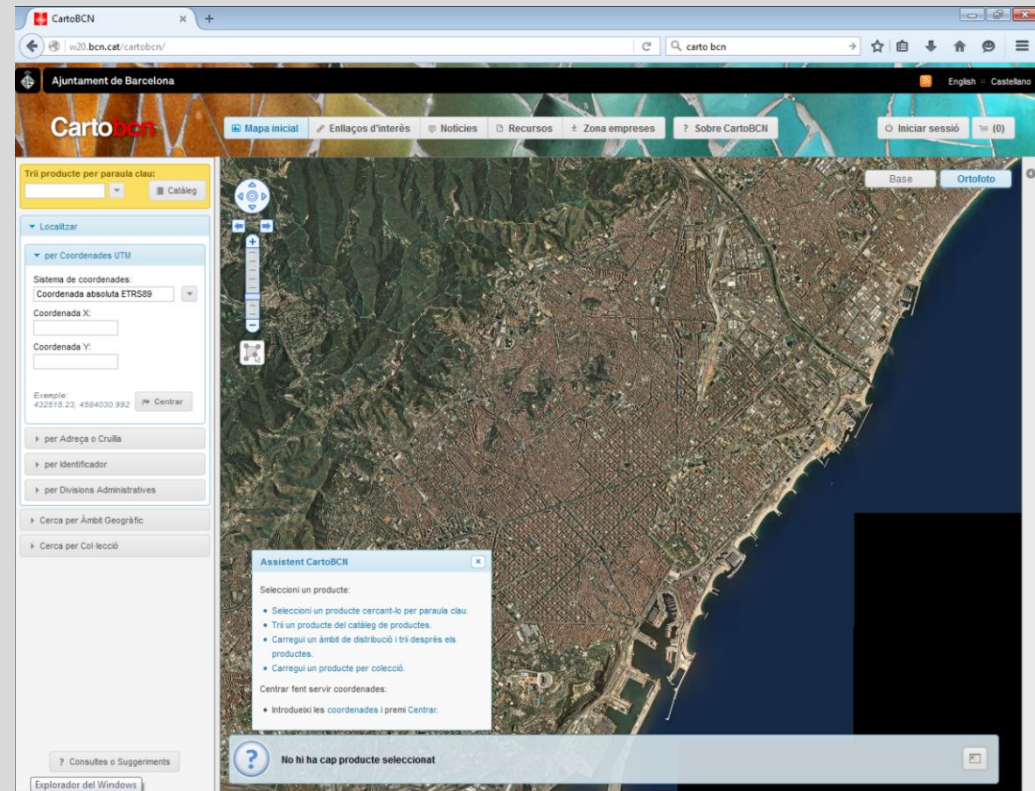 CartoBCN
w20.bcn.cat/cartobcn/
carto bcn
Ajuntament de Barcelona
English :: Castellano
Cartobcn
Mapa inicial
Enllaços d'interès
Notícies
Recursos
Zona empreses
? Sobre CartoBCN
Iniciar sessió
(0)
Triï producte per paraula clau:
Catàleg
Base
Ortofoto
Localitzar
per Coordenades UTM
Sistema de coordenades:
Coordenada absoluta ETRS89
Coordenada X:
Coordenada Y:
Exemple:
432515.23, 4584030.992
Centrar
per Adreça o Cruïlla
per Identificador
per Divisions Administratives
Cerca per Àmbit Geogràfic
Cerca per Col·lecció
Assistent CartoBCN
Seleccioni un producte:
• Seleccioni un producte cercant-lo per paraula clau.
• Triï un producte del catàleg de productes.
• Carregui un àmbit de distribució i triï després els
productes.
• Carregui un producte per colecció.
Centrar fent servir coordenades:
• Introdueixi les coordenades i premi Centrar.
? No hi ha cap producte seleccionat
? Consultes o Suggeriments
Explorador del Windows